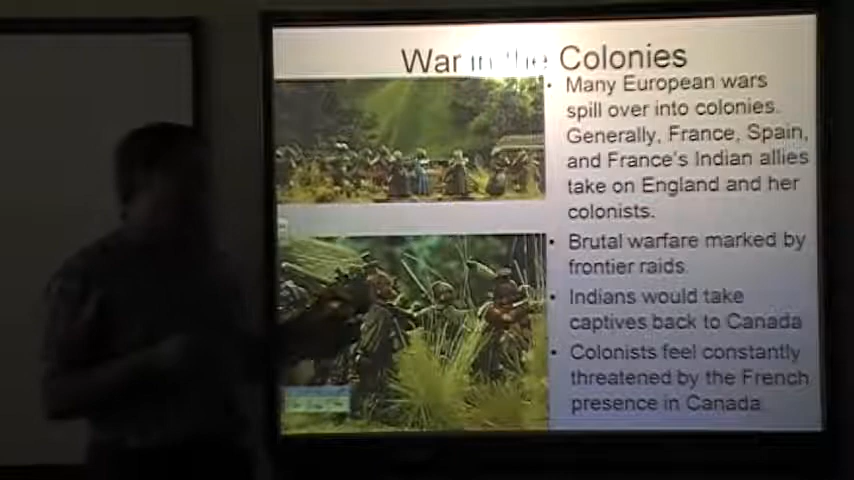 War in the Colonies
• Many European wars
spill over into colonies.
Generally, France, Spain,
and France's Indian allies
take on England and her
colonists.
• Brutal warfare marked by
frontier raids.
• Indians would take
captives back to Canada
• Colonists feel constantly
threatened by the French
presence in Canada.